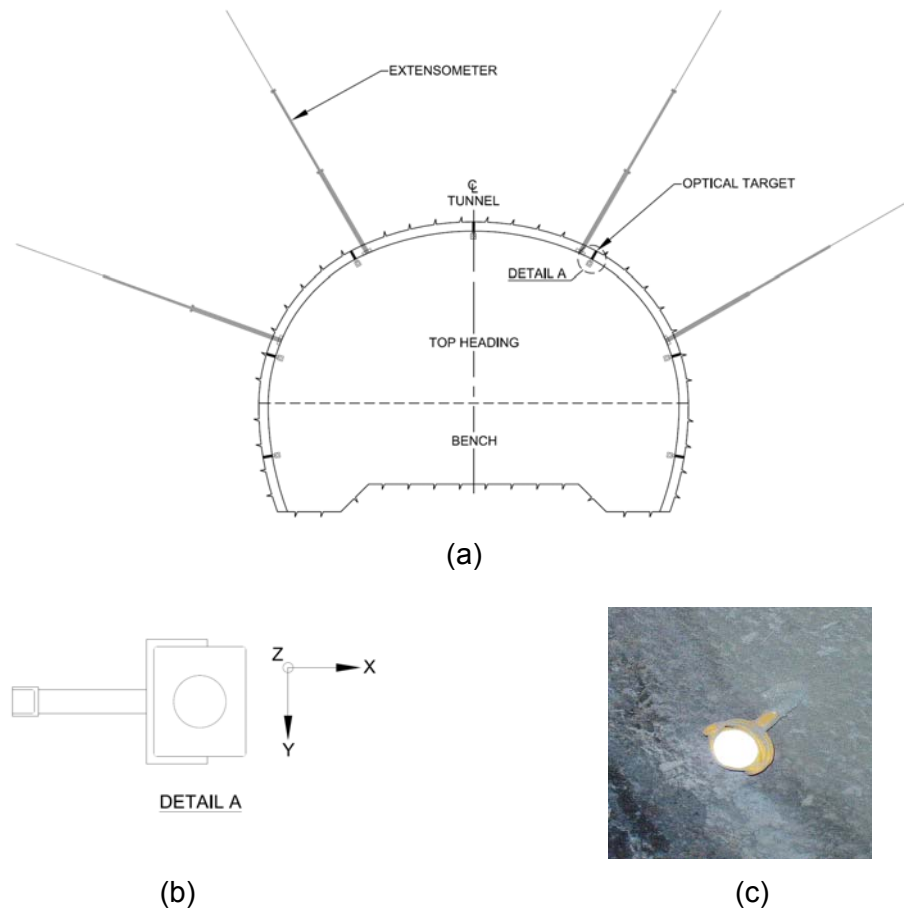 EXTENSOMETER
℄
TUNNEL
OPTICAL TARGET
DETAIL A
TOP HEADING
BENCH
(a)
Z
X
Y
DETAIL A
(b)
(c)